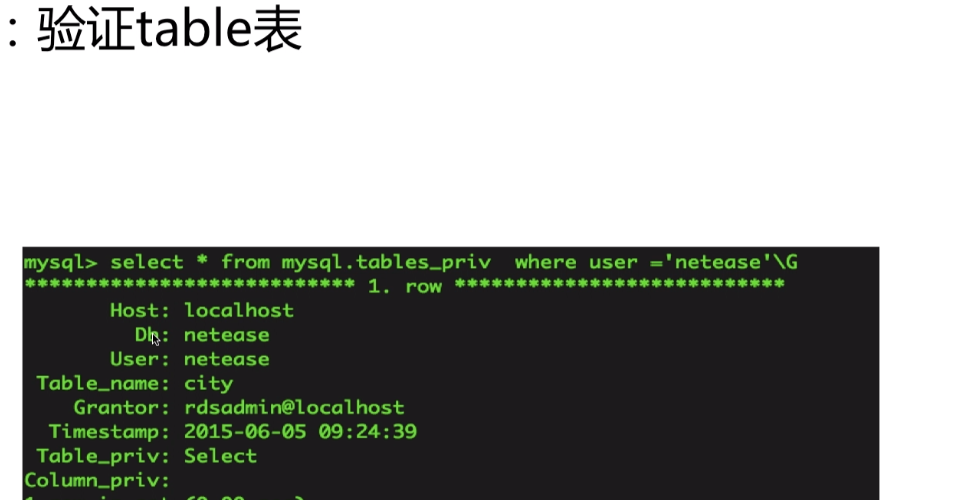 ：验证table表
mysql> select * from mysql.tables_priv  where user ='netease'\G
*************************** 1. row ***************************
Host: localhost
Db: netease
User: netease
Table_name: city
Grantor: rdsadmin@localhost
Timestamp: 2015-06-05 09:24:39
Table_priv: Select
Column_priv: